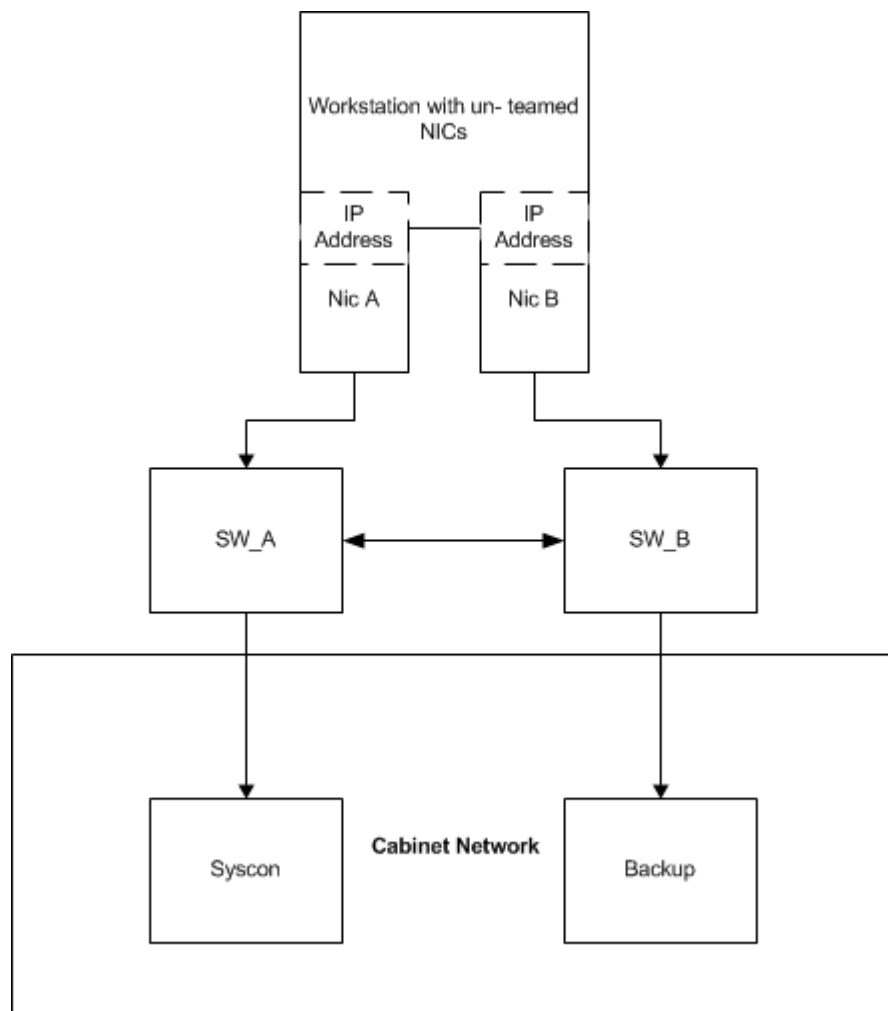 Workstation with un- teamed
NICs
IP
Address
IP
Address
Nic A
Nic B
SW_A
SW_B
Syscon
Cabinet Network
Backup